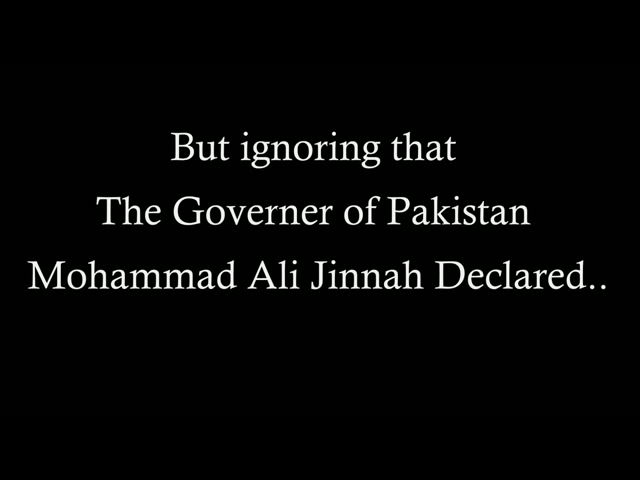 But ignoring that
The Governer of Pakistan
Mohammad Ali Jinnah Declared..